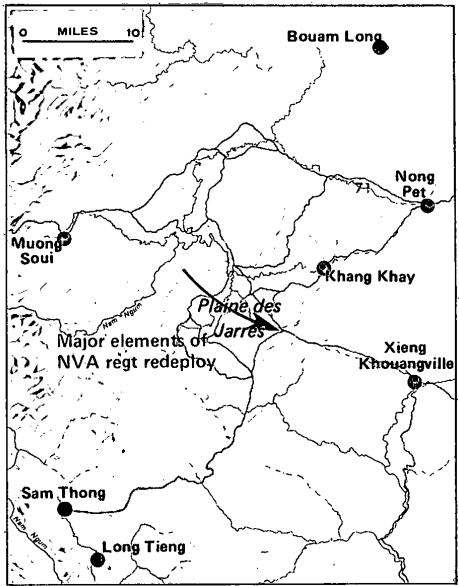 0 MILES 10
Bouam Long
Nong
Pet
71
Muong
Soui
Khang Khay
Nam Ngum
Plaine des
Jarres
Major elements of
NVA regt redeploy
Xieng
Khouangville
Sam Thong
Nam Ngum
Long Tieng